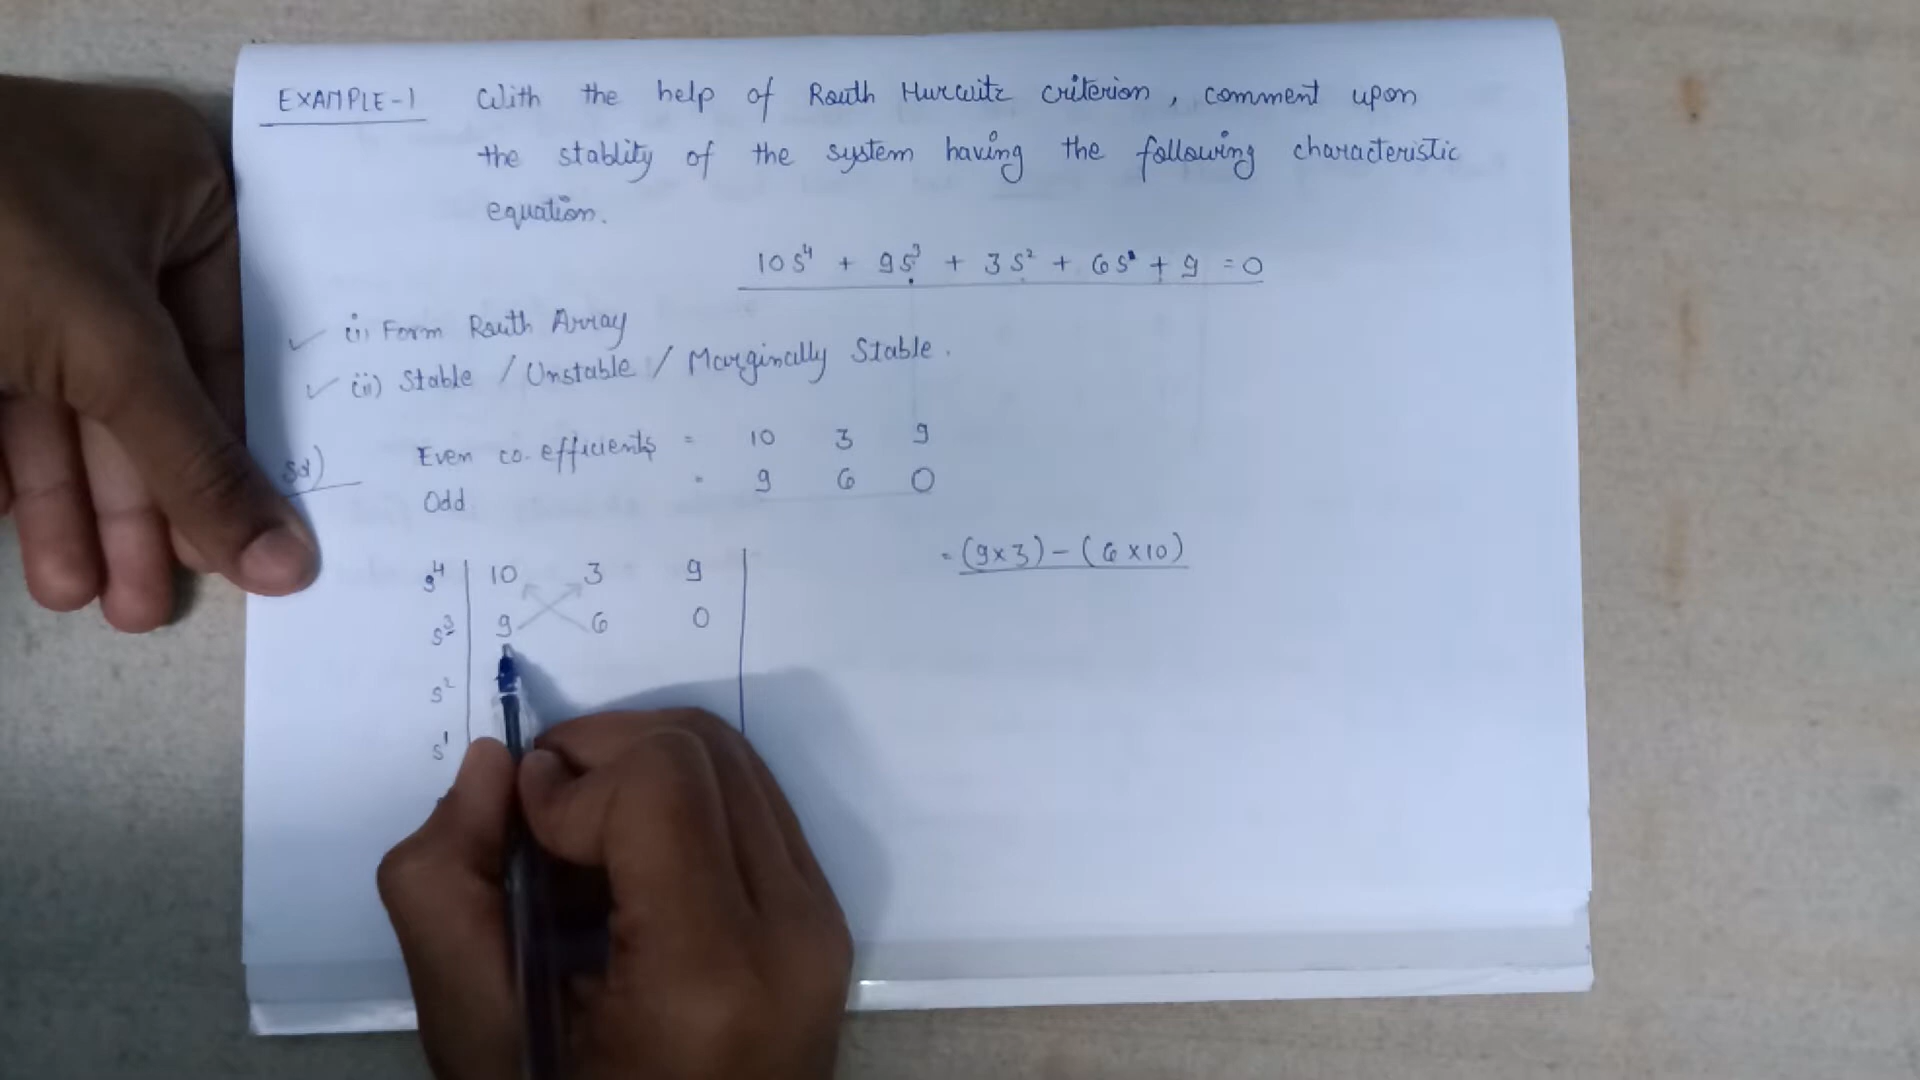 EXAMPLE-1 With the help of Routh Hurwitz criterion, comment upon
the stablity of the system having the following characteristic
equation.
10s⁴ + 9s³ + 3s² + 6s + 9 = 0
(i) Form Routh Array
(ii) Stable / Unstable / Marginally Stable.
Sol) Even co-efficients = 10 3 9
Odd = 9 6 0
= (9×3) - (6×10)
s⁴ 10 3 9
s³ 9 6 0
s²
s¹